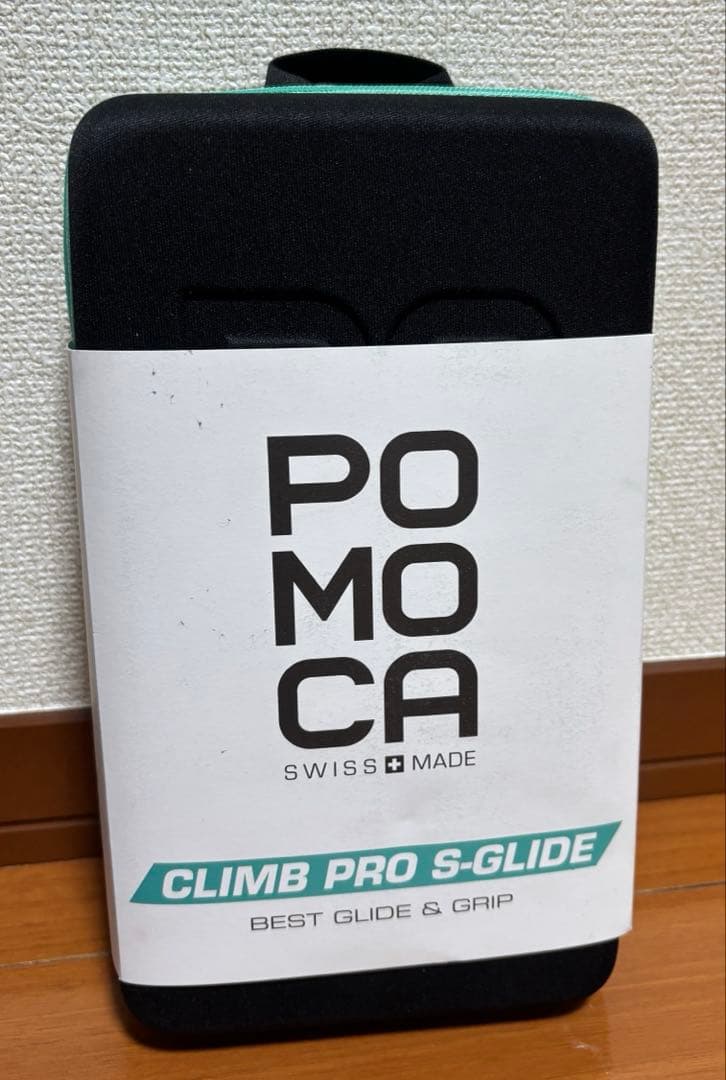 PO
MO
CA
SWISS MADE
CLIMB PRO S-GLIDE
BEST GLIDE & GRIP